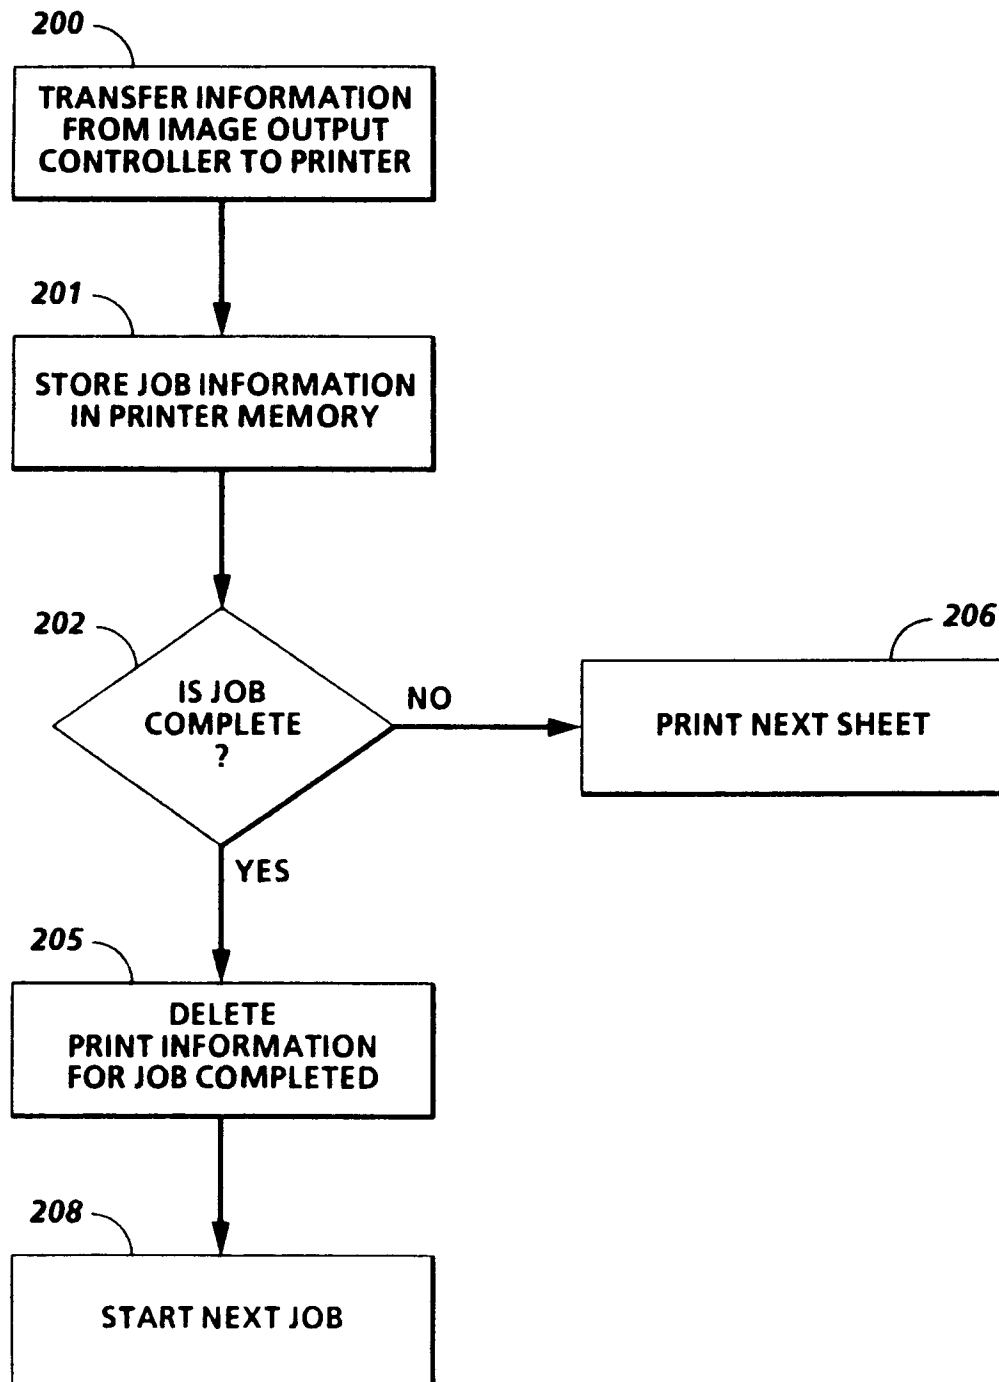 200
TRANSFER INFORMATION
FROM IMAGE OUTPUT
CONTROLLER TO PRINTER
201
STORE JOB INFORMATION
IN PRINTER MEMORY
202
IS JOB
COMPLETE
?
NO
206
PRINT NEXT SHEET
YES
205
DELETE
PRINT INFORMATION
FOR JOB COMPLETED
208
START NEXT JOB